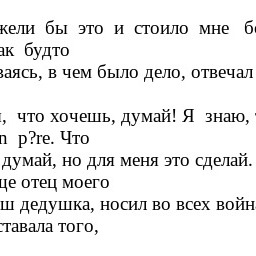 жели бы это и стоило мне
ак будто
ваясь, в чем было дело, отвечал
, что хочешь, думай! Я знаю,
n p?re. Что
думай, но для меня это сделай.
ще отец моего
ш дедушка, носил во всех война
ставала того,